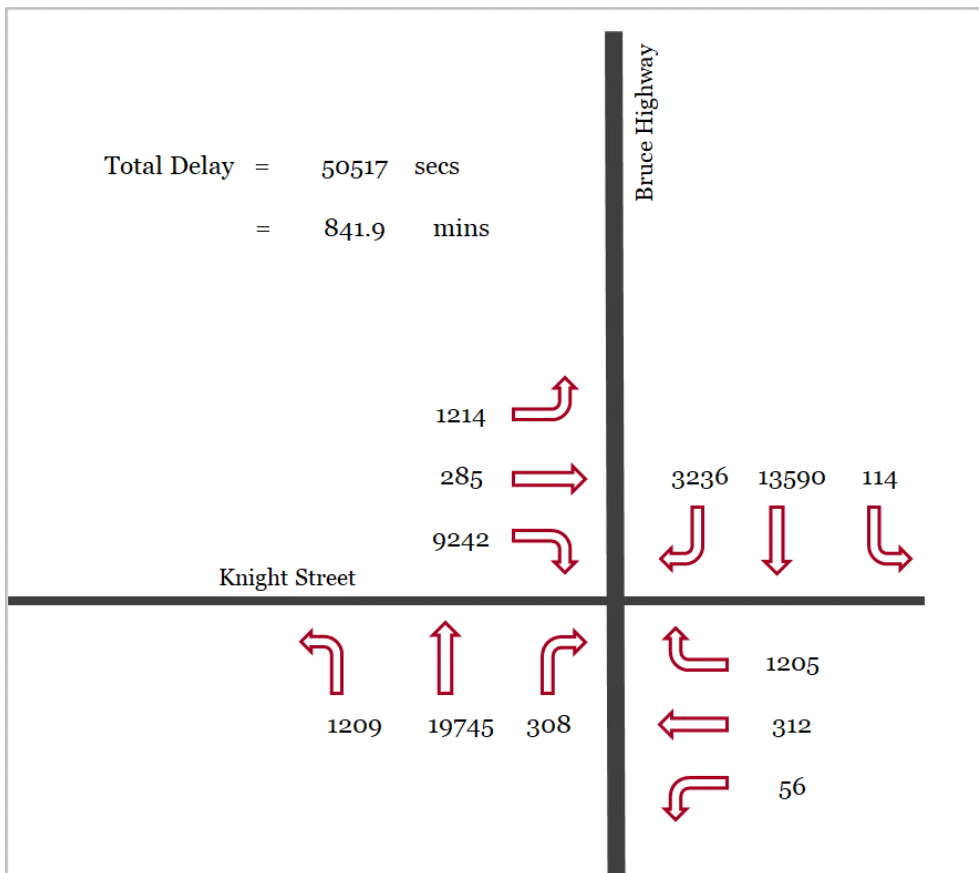 Bruce Highway
Total Delay = 50517 secs
= 841.9 mins
1214
285
3236 13590 114
9242
Knight Street
1205
1209 19745 308
312
56